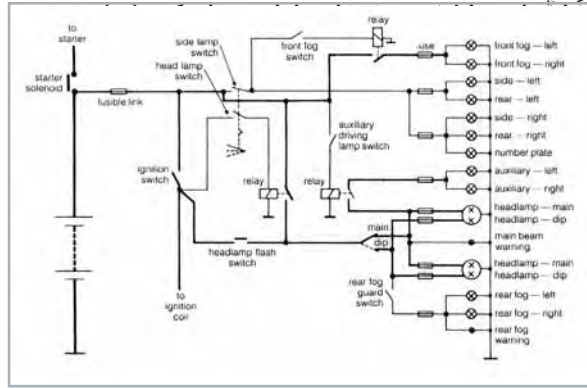 to
starter
starter
solenoid
fusible link
side lamp
switch
head lamp
switch
front fog
switch
relay
ignition
switch
relay
auxiliary
driving
lamp switch
relay
headlamp flash
switch
main
dip
to
ignition
coil
rear fog
guard
switch
front fog — left
front fog — right
side — left
rear — left
side — right
rear — right
number plate
auxiliary — left
auxiliary — right
headlamp — main
headlamp — dip
main beam
warning
headlamp — main
headlamp — dip
rear fog — left
rear fog — right
rear fog
warning